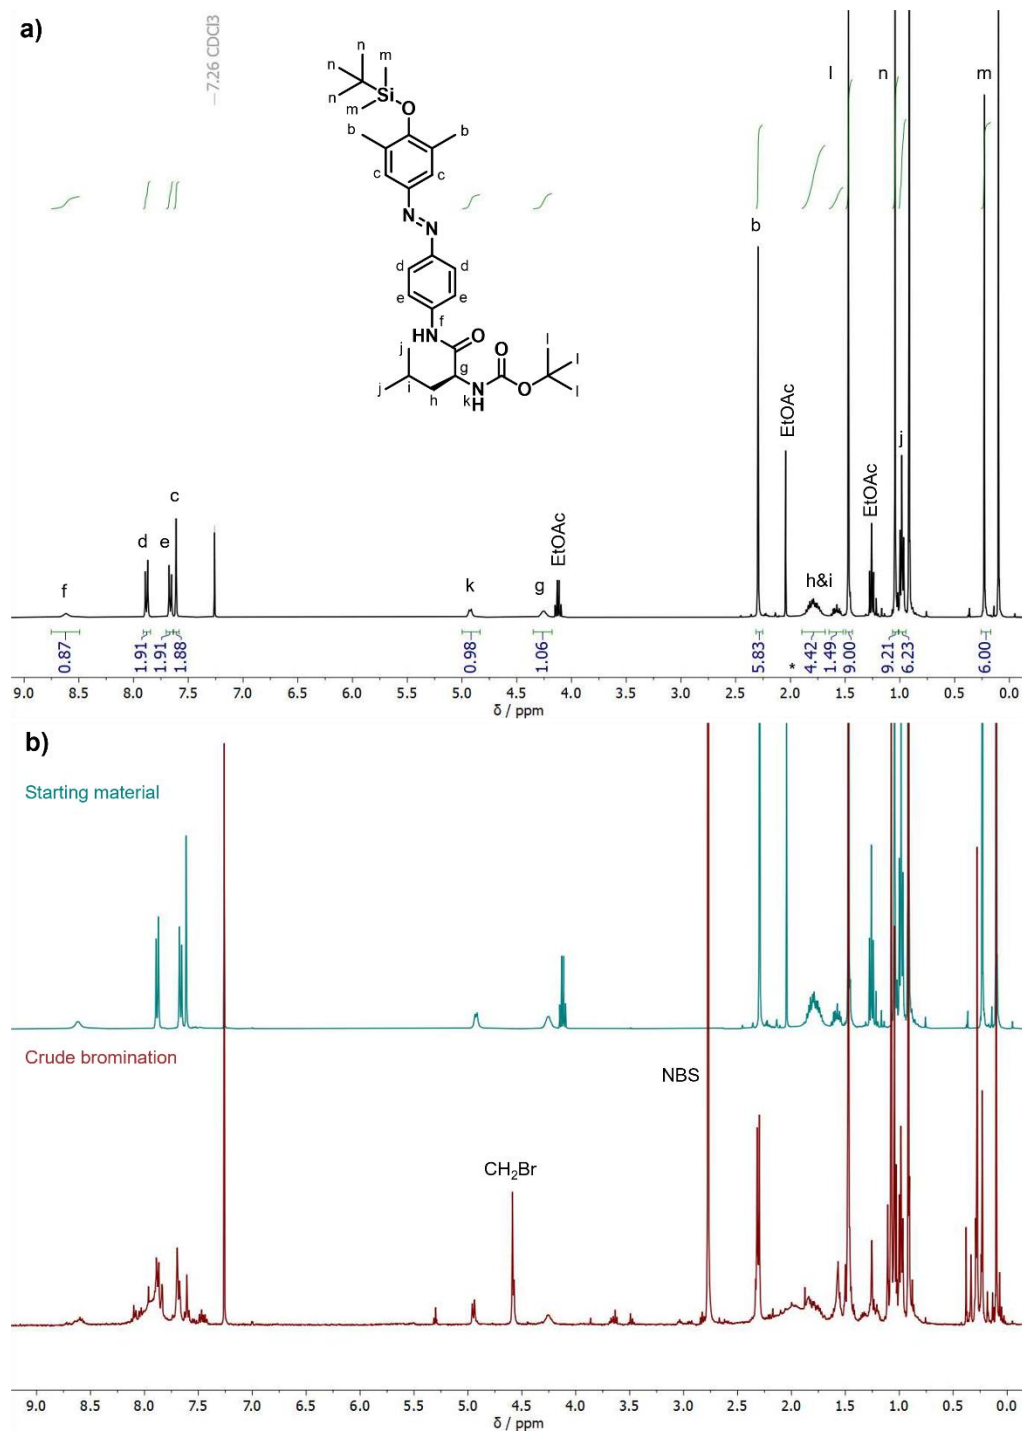 a)
—7.26 CDCl3
n
n
n
m
m
Si
O
b
b
c
c
N
N
d
d
e
e
f
HN
O
j
j
i
h
g
k
N
H
O
O
l
l
l
l
n
m
b
EtOAc
j
EtOAc
c
d
e
f
k
g
EtOAc
h&i
0.87
1.91
1.91
1.88
0.98
1.06
5.83
*
4.42
1.49
9.00
9.21
6.23
6.00
9.0 8.5 8.0 7.5 7.0 6.5 6.0 5.5 5.0 4.5 4.0 3.5 3.0 2.5 2.0 1.5 1.0 0.5 0.0
δ / ppm
b)
Starting material
Crude bromination
NBS
CH₂Br
9.0 8.5 8.0 7.5 7.0 6.5 6.0 5.5 5.0 4.5 4.0 3.5 3.0 2.5 2.0 1.5 1.0 0.5 0.0
δ / ppm